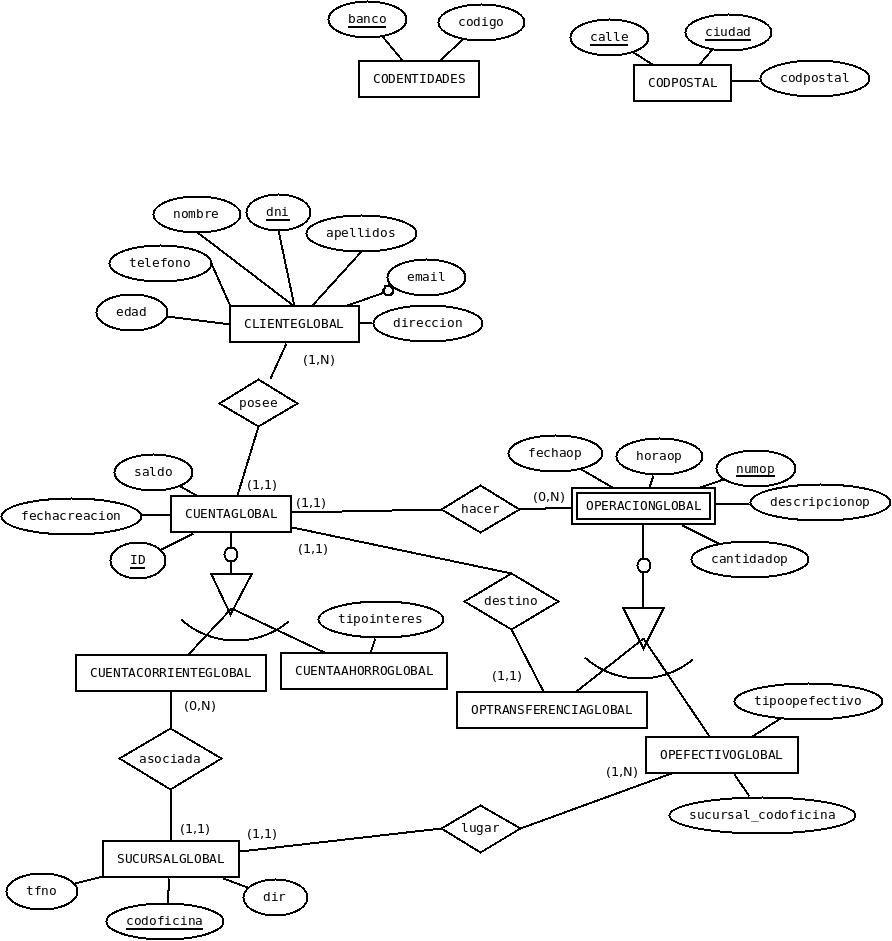 banco
codigo
CODENTIDADES
calle
ciudad
codpostal
CODPOSTAL
nombre
dni
apellidos
telefono
email
edad
direccion
CLIENTEGLOBAL
(1,N)
posee
(1,1)
saldo
fechacreacion
ID
CUENTAGLOBAL
(1,1)
hacer
(0,N)
fechaop
horaop
numop
descripcionop
cantidadop
OPERACIONGLOBAL
(1,1)
destino
(1,1)
tipointeres
CUENTACORRIENTEGLOBAL
CUENTAAHORROGLOBAL
OPTRANSFERENCIAGLOBAL
tipoopefectivo
OPEFECTIVOGLOBAL
sucursal_codoficina
(0,N)
asociada
(1,1)
(1,1)
lugar
(1,N)
SUCURSALGLOBAL
tfno
codoficina
dir